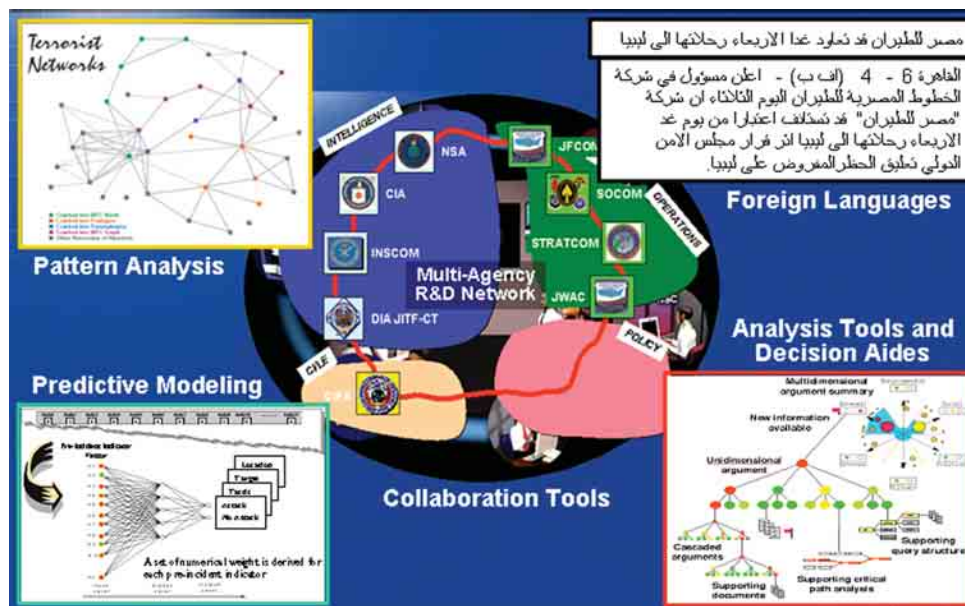 Terrorist
Networks
Pattern Analysis
INTELLIGENCE
NSA
CIA
INSCOM
DIA JITF-CT
JFCOM
SOCOM
STRATCOM
JWAC
OPERATIONS
Multi-Agency
R&D Network
CI/LE
POLICY
Collaboration Tools
مصر للطيران قد تعاود غدا الاربعاء رحلاتها الى ليبيا
القاهرة 6 - 4 (اف ب) - اعلن مسؤول في شركة
الخطوط المصرية للطيران اليوم الثلاثاء ان شركة
"مصر للطيران" قد تستانف اعتبارا من يوم غد
الاربعاء رحلاتها الى ليبيا اثر قرار مجلس الامن
الدولي تعليق الحظر المفروض على ليبيا.
Foreign Languages
Predictive Modeling
Location
Target
Attack
No Attack
A set of numerical weight is derived for
each pre-incident indicator
Analysis Tools and
Decision Aides
Multidimensional
argument summary
New information
available
Unidimensional
argument
Cascaded
arguments
Supporting
documents
Supporting critical
path analysis
Supporting
query structure